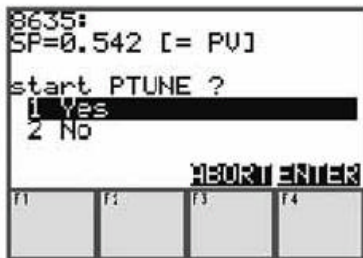 8635:
SP=0.542 [= PV]
start PTUNE ?
1 Yes
2 No
ABORT ENTER
F1 F2 F3 F4